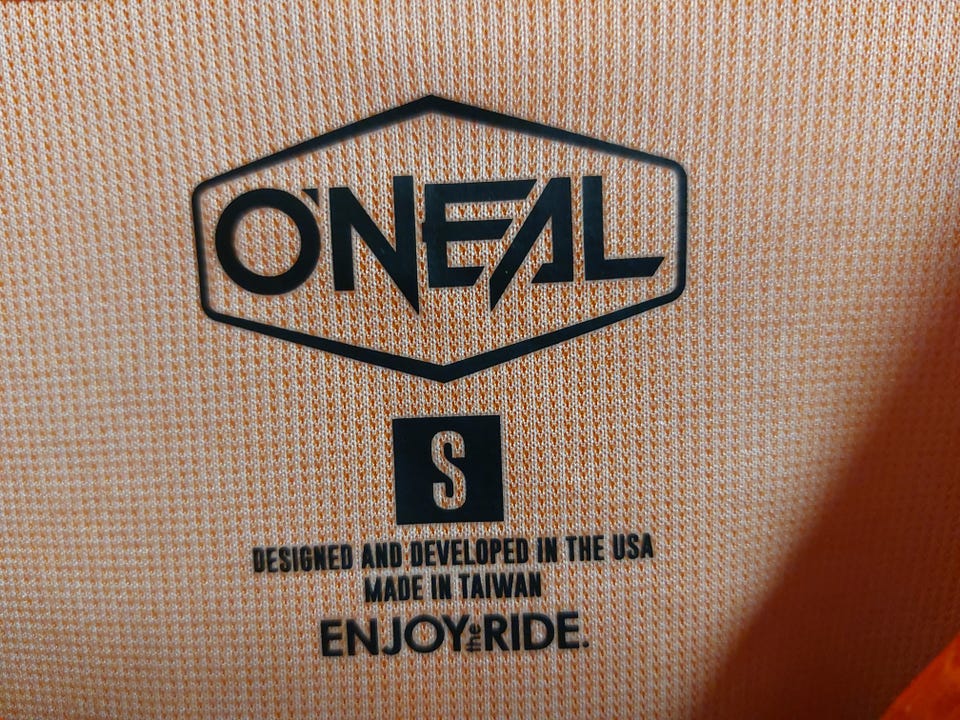 O'NEAL
S
DESIGNED AND DEVELOPED IN THE USA
MADE IN TAIWAN
ENJOY the RIDE.